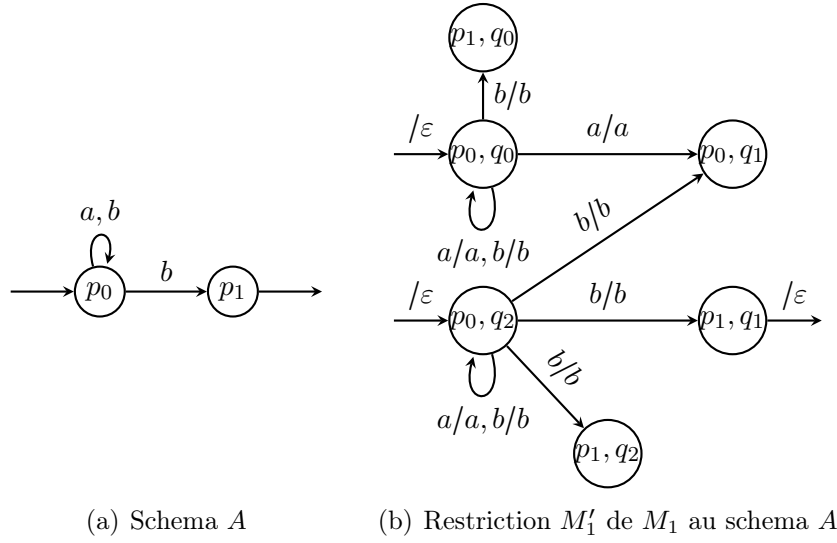 p₁, q₀
b/b
/ε
p₀, q₀
a/a
p₀, q₁
a/a, b/b
b/b
a, b
p₀
b
p₁
/ε
p₀, q₂
b/b
p₁, q₁
/ε
a/a, b/b
b/b
p₁, q₂
(a) Schema A
(b) Restriction M′₁ de M₁ au schema A